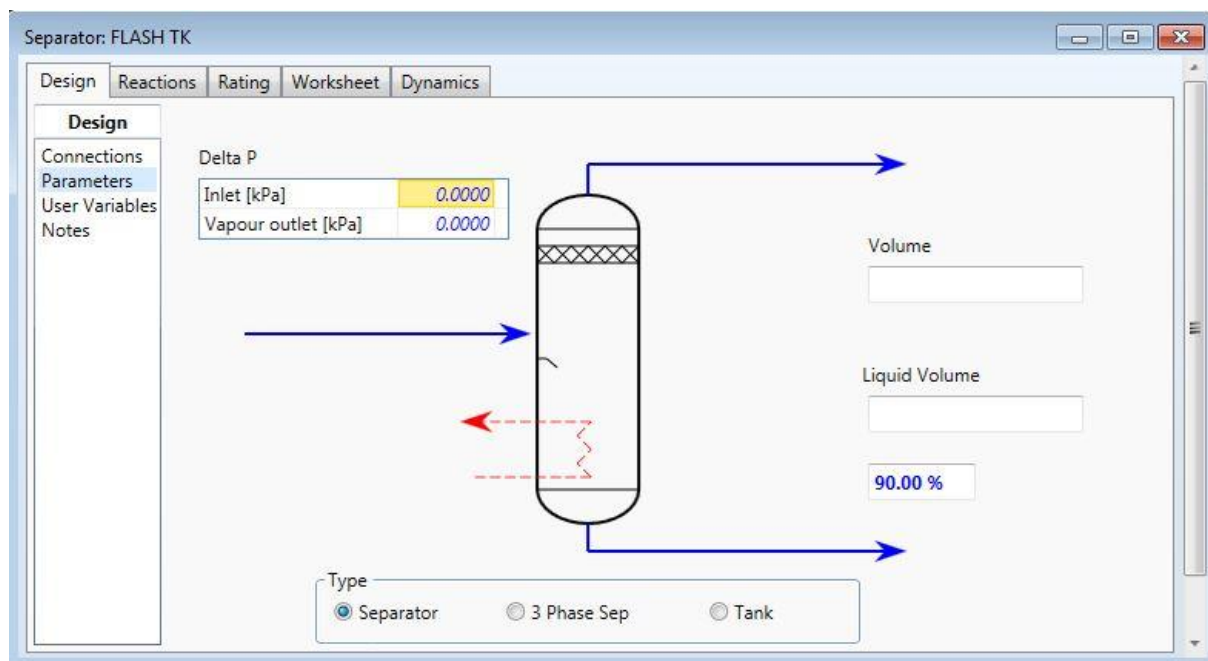 Separator: FLASH TK
Design Reactions Rating Worksheet Dynamics
Design
Connections
Parameters
User Variables
Notes
Delta P
Inlet [kPa] 0.0000
Vapour outlet [kPa] 0.0000
Volume
Liquid Volume
90.00 %
Type
Separator 3 Phase Sep Tank